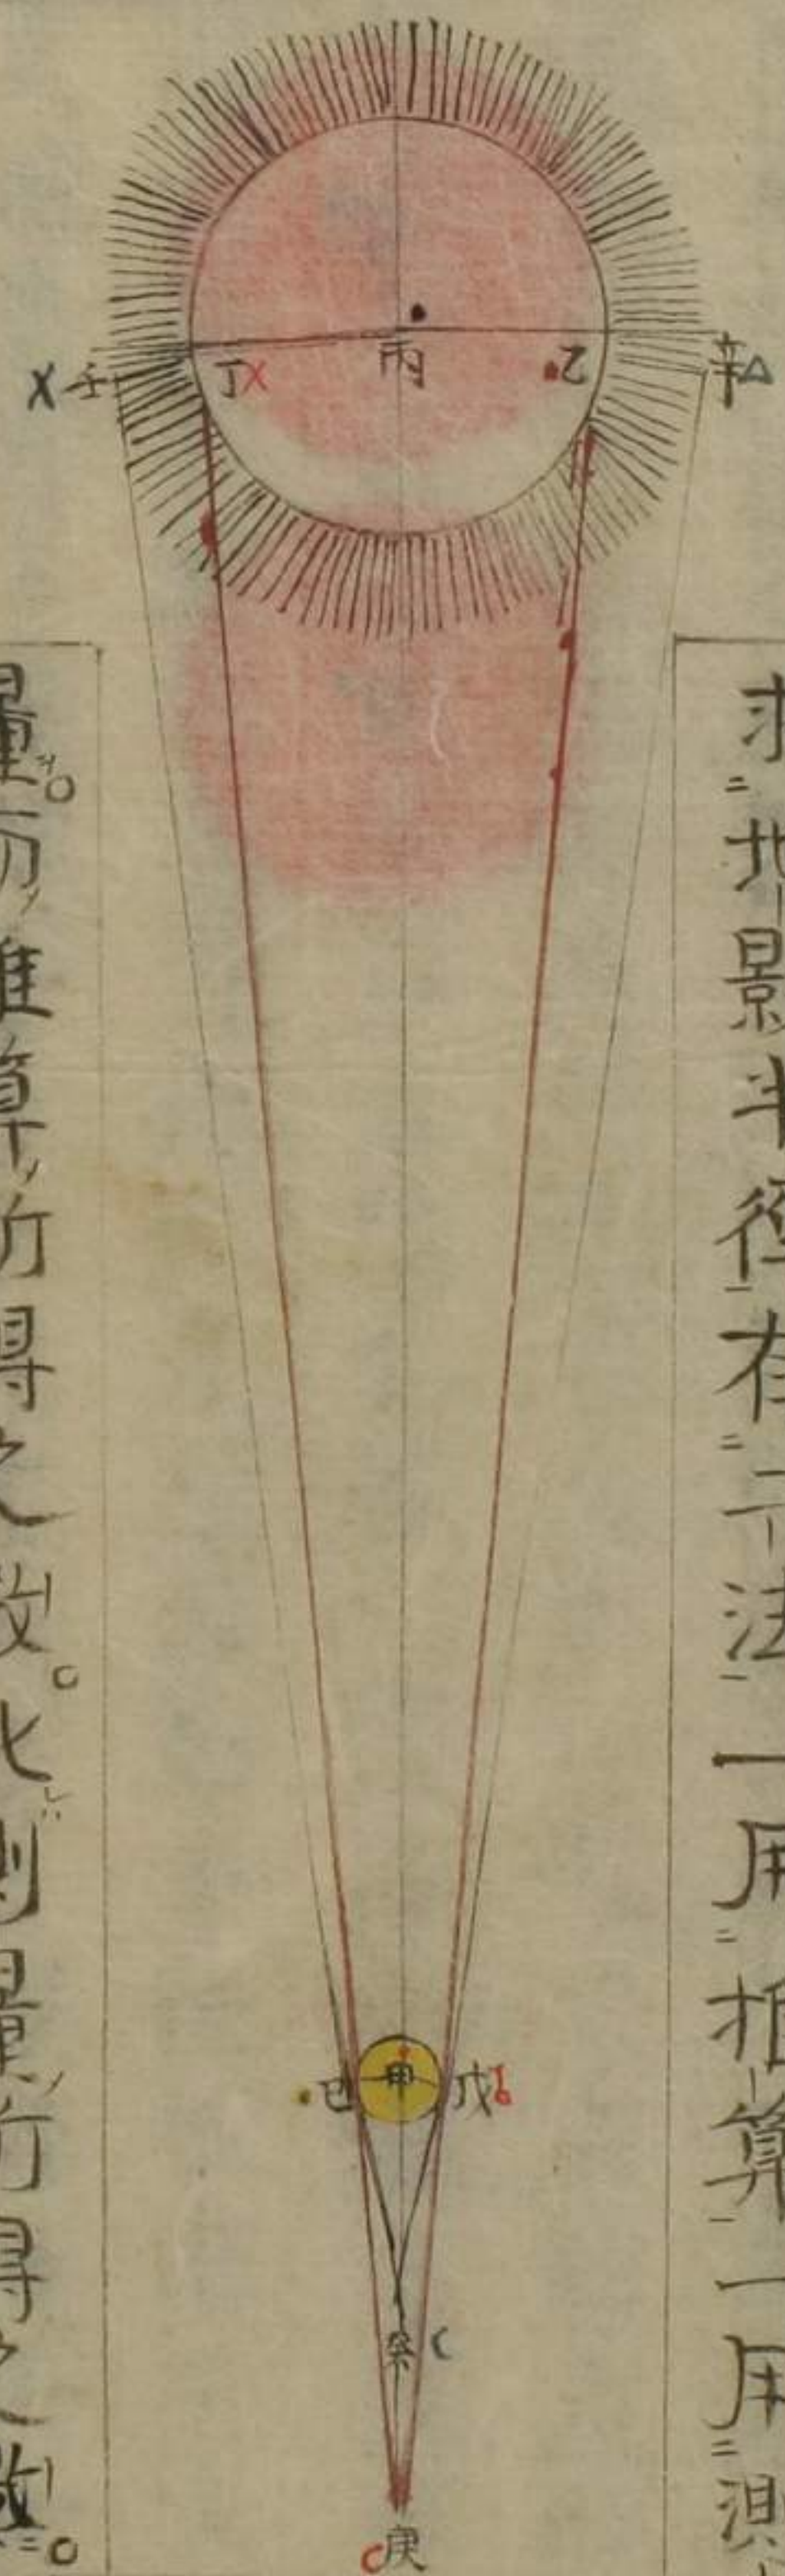 求地影半徑有二法一用推算一用測
辛
乙
丙
丁
壬
戊
甲
己
癸
庚
量而推算所得之數比測量所得之數